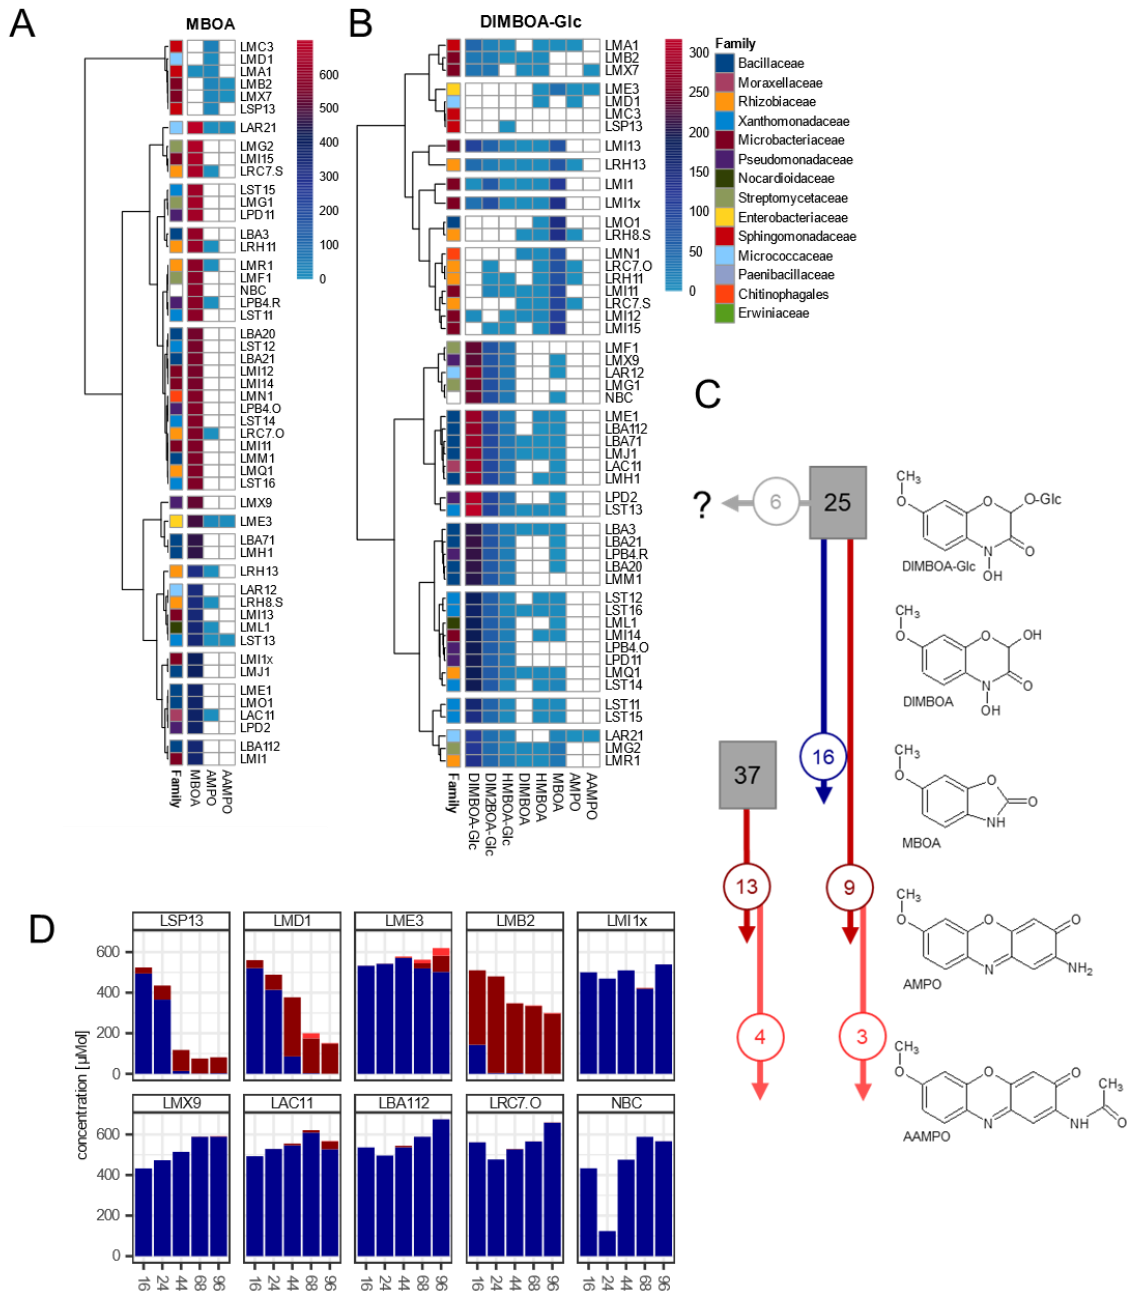 A
MBOA
LMC3
LMD1
LMA1
LMB2
LMX7
LSP13
LAR21
LMG2
LMI15
LRC7.S
LST15
LMG1
LPD11
LBA3
LRH11
LMR1
LMF1
NBC
LPB4.R
LST11
LBA20
LST12
LBA21
LMI12
LMI14
LMN1
LPB4.O
LST14
LRC7.O
LMI11
LMM1
LMQ1
LST16
LMX9
LME3
LBA71
LMH1
LRH13
LAR12
LRH8.S
LMI13
LML1
LST13
LMI1x
LMJ1
LME1
LMO1
LAC11
LPD2
LBA112
LMI1
Family
MBOA
AMPO
AAMPO
600
500
400
300
200
100
0
B
DIMBOA-Glc
LMA1
LMB2
LMX7
LME3
LMD1
LMC3
LSP13
LMI13
LRH13
LMI1
LMI1x
LMO1
LRH8.S
LMN1
LRC7.O
LRH11
LMI11
LRC7.S
LMI12
LMI15
LMF1
LMX9
LAR12
LMG1
NBC
LME1
LBA112
LBA71
LMJ1
LAC11
LMH1
LPD2
LST13
LBA3
LBA21
LPB4.R
LBA20
LMM1
LST12
LST16
LML1
LMI14
LPB4.O
LPD11
LMQ1
LST14
LST11
LST15
LAR21
LMG2
LMR1
Family
DIMBOA-Glc
DIM2BOA-Glc
HMBOA-Glc
DIMBOA
HMBOA
MBOA
AMPO
AAMPO
300
250
200
150
100
50
0
Family
Bacillaceae
Moraxellaceae
Rhizobiaceae
Xanthomonadaceae
Microbacteriaceae
Pseudomonadaceae
Nocardioidaceae
Streptomycetaceae
Enterobacteriaceae
Sphingomonadaceae
Micrococcaceae
Paenibacillaceae
Chitinophagales
Erwiniaceae
C
?
6
25
16
37
13
9
4
3
CH₃
O
O
O-Glc
N
O
OH
DIMBOA-Glc
CH₃
O
O
OH
N
O
OH
DIMBOA
CH₃
O
O
O
NH
MBOA
CH₃
O
O
O
N
NH₂
AMPO
CH₃
O
O
O
CH₃
N
NH
O
AAMPO
D
concentration [µMol]
LSP13
LMD1
LME3
LMB2
LMI1x
600
400
200
0
LMX9
LAC11
LBA112
LRC7.O
NBC
600
400
200
0
16 24 44 68 96
16 24 44 68 96
16 24 44 68 96
16 24 44 68 96
16 24 44 68 96